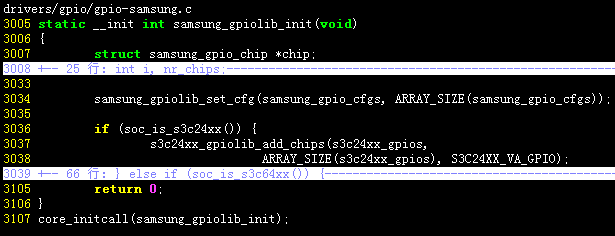 drivers/gpio/gpio-samsung.c
3005 static __init int samsung_gpiolib_init(void)
3006 {
3007         struct samsung_gpio_chip *chip;
3008 +-- 25 行: int i, nr_chips;
3033
3034         samsung_gpiolib_set_cfg(samsung_gpio_cfgs, ARRAY_SIZE(samsung_gpio_cfgs));
3035
3036         if (soc_is_s3c24xx()) {
3037                 s3c24xx_gpiolib_add_chips(s3c24xx_gpios,
3038                                 ARRAY_SIZE(s3c24xx_gpios), S3C24XX_VA_GPIO);
3039 +-- 66 行: } else if (soc_is_s3c64xx()) {
3105         return 0;
3106 }
3107 core_initcall(samsung_gpiolib_init);